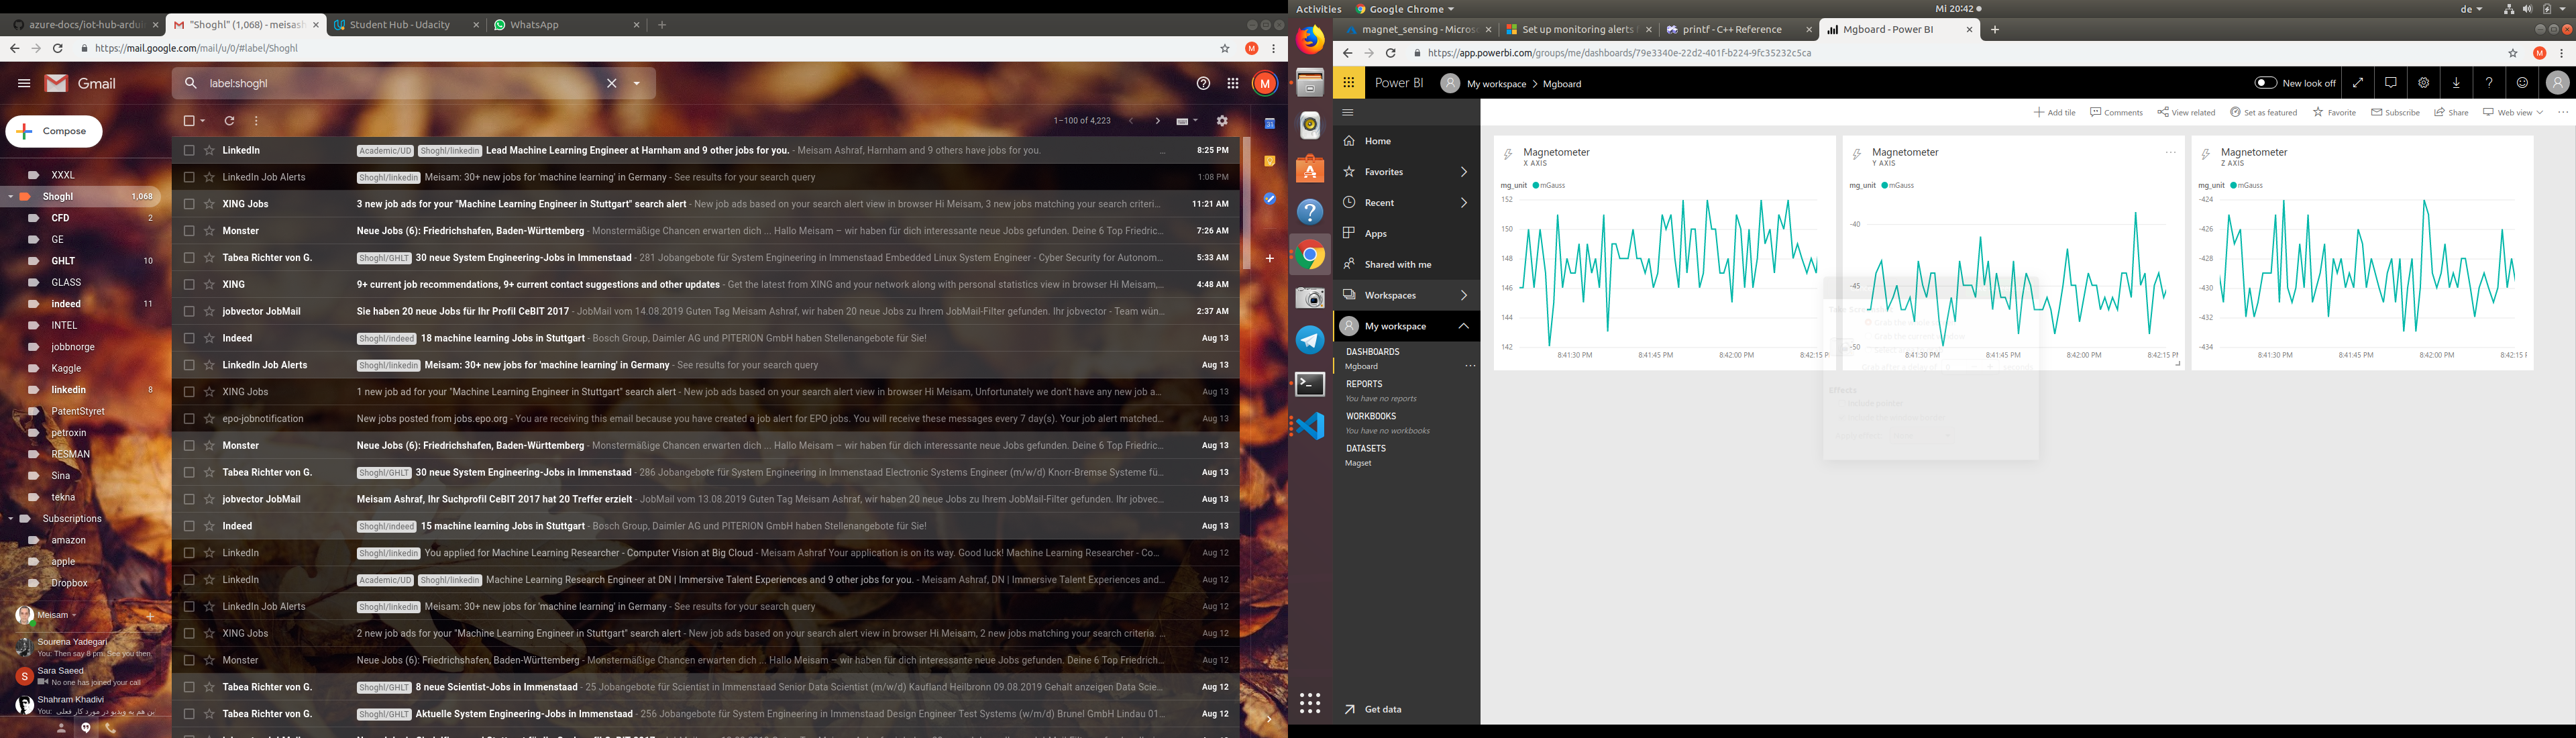 azure-docs/iot-hub-ardui
"Shoghl" (1,068) - meisash
Student Hub - Udacity
WhatsApp
https://mail.google.com/mail/u/0/#label/Shoghl
M
Gmail
label:shoghl
M
Compose
1–100 of 4,223
XXXL
Shoghl 1,068
CFD 2
GE
GHLT 10
GLASS
indeed 11
INTEL
jobbnorge
Kaggle
linkedin 8
PatentStyret
petroxin
RESMAN
Sina
tekna
Subscriptions
amazon
apple
Dropbox
Meisam
Sourena Yadegari
You: Then say 8 pm. See you then
Sara Saeed
No one has joined your call
Shahram Khadivi
LinkedIn Academic/UD Shoghl/linkedin Lead Machine Learning Engineer at Harnham and 9 other jobs for you. - Meisam Ashraf, Harnham and 9 others have jobs for you. ... 8:25 PM
LinkedIn Job Alerts Shoghl/linkedin Meisam: 30+ new jobs for 'machine learning' in Germany - See results for your search query 1:08 PM
XING Jobs 3 new job ads for your "Machine Learning Engineer in Stuttgart" search alert - New job ads based on your search alert view in browser Hi Meisam, 3 new jobs matching your search criteri... 11:21 AM
Monster Neue Jobs (6): Friedrichshafen, Baden-Württemberg - Monstermäßige Chancen erwarten dich ... Hallo Meisam – wir haben für dich interessante neue Jobs gefunden. Deine 6 Top Friedric... 7:26 AM
Tabea Richter von G. Shoghl/GHLT 30 neue System Engineering-Jobs in Immenstaad - 281 Jobangebote für System Engineering in Immenstaad Embedded Linux System Engineer - Cyber Security for Autonom... 5:33 AM
XING 9+ current job recommendations, 9+ current contact suggestions and other updates - Get the latest from XING and your network along with personal statistics view in browser Hi Meisam,... 4:48 AM
jobvector JobMail Sie haben 20 neue Jobs für Ihr Profil CeBIT 2017 - JobMail vom 14.08.2019 Guten Tag Meisam Ashraf, wir haben 20 neue Jobs zu Ihrem JobMail-Filter gefunden. Ihr jobvector - Team wün... 2:37 AM
Indeed Shoghl/indeed 18 machine learning Jobs in Stuttgart - Bosch Group, Daimler AG und PITERION GmbH haben Stellenangebote für Sie! Aug 13
LinkedIn Job Alerts Shoghl/linkedin Meisam: 30+ new jobs for 'machine learning' in Germany - See results for your search query Aug 13
XING Jobs 1 new job ad for your "Machine Learning Engineer in Stuttgart" search alert - New job ads based on your search alert view in browser Hi Meisam, Unfortunately we don't have any new job a... Aug 13
epo-jobnotification New jobs posted from jobs.epo.org - You are receiving this email because you have created a job alert for EPO jobs. You will receive these messages every 7 day(s). Your job alert matched... Aug 13
Monster Neue Jobs (6): Friedrichshafen, Baden-Württemberg - Monstermäßige Chancen erwarten dich ... Hallo Meisam – wir haben für dich interessante neue Jobs gefunden. Deine 6 Top Friedric... Aug 13
Tabea Richter von G. Shoghl/GHLT 30 neue System Engineering-Jobs in Immenstaad - 286 Jobangebote für System Engineering in Immenstaad Electronic Systems Engineer (m/w/d) Knorr-Bremse Systeme fü... Aug 13
jobvector JobMail Meisam Ashraf, Ihr Suchprofil CeBIT 2017 hat 20 Treffer erzielt - JobMail vom 13.08.2019 Guten Tag Meisam Ashraf, wir haben 20 neue Jobs zu Ihrem JobMail-Filter gefunden. Ihr jobvec... Aug 13
Indeed Shoghl/indeed 15 machine learning Jobs in Stuttgart - Bosch Group, Daimler AG und PITERION GmbH haben Stellenangebote für Sie! Aug 13
LinkedIn Shoghl/linkedin You applied for Machine Learning Researcher - Computer Vision at Big Cloud - Meisam Ashraf Your application is on its way. Good luck! Machine Learning Researcher - Co... Aug 12
LinkedIn Academic/UD Shoghl/linkedin Machine Learning Research Engineer at DN | Immersive Talent Experiences and 9 other jobs for you. - Meisam Ashraf, DN | Immersive Talent Experiences and... Aug 12
LinkedIn Job Alerts Shoghl/linkedin Meisam: 30+ new jobs for 'machine learning' in Germany - See results for your search query Aug 12
XING Jobs 2 new job ads for your "Machine Learning Engineer in Stuttgart" search alert - New job ads based on your search alert view in browser Hi Meisam, 2 new jobs matching your search criteria. ... Aug 12
Monster Neue Jobs (6): Friedrichshafen, Baden-Württemberg - Monstermäßige Chancen erwarten dich ... Hallo Meisam – wir haben für dich interessante neue Jobs gefunden. Deine 6 Top Friedrich... Aug 12
Tabea Richter von G. Shoghl/GHLT 8 neue Scientist-Jobs in Immenstaad - 25 Jobangebote für Scientist in Immenstaad Senior Data Scientist (m/w/d) Kaufland Heilbronn 09.08.2019 Gehalt anzeigen Data Scie... Aug 12
Tabea Richter von G. Shoghl/GHLT Aktuelle System Engineering-Jobs in Immenstaad - 256 Jobangebote für System Engineering in Immenstaad Design Engineer Test Systems (w/m/d) Brunel GmbH Lindau 01... Aug 12
Activities Google Chrome Mi 20:42 de
magnet_sensing - Micros
Set up monitoring alerts
printf - C++ Reference
Mgboard - Power BI
https://app.powerbi.com/groups/me/dashboards/79e3340e-22d2-401f-b224-9fc35232c5ca
M
Power BI My workspace > Mgboard New look off
Add tile Comments View related Set as featured Favorite Subscribe Share Web view
Home
Favorites
Recent
Apps
Shared with me
Workspaces
My workspace
DASHBOARDS
Mgboard
REPORTS
You have no reports
WORKBOOKS
You have no workbooks
DATASETS
Magset
Get data
Magnetometer
X AXIS
mg_unit mGauss
152
150
148
146
144
142
8:41:30 PM 8:41:45 PM 8:42:00 PM 8:42:15 P
Magnetometer
Y AXIS
mg_unit mGauss
-40
-45
-50
8:41:30 PM 8:41:45 PM 8:42:00 PM 8:42:15 PM
Effects
Magnetometer
Z AXIS
mg_unit mGauss
-424
-426
-428
-430
-432
-434
8:41:30 PM 8:41:45 PM 8:42:00 PM 8:42:15 F